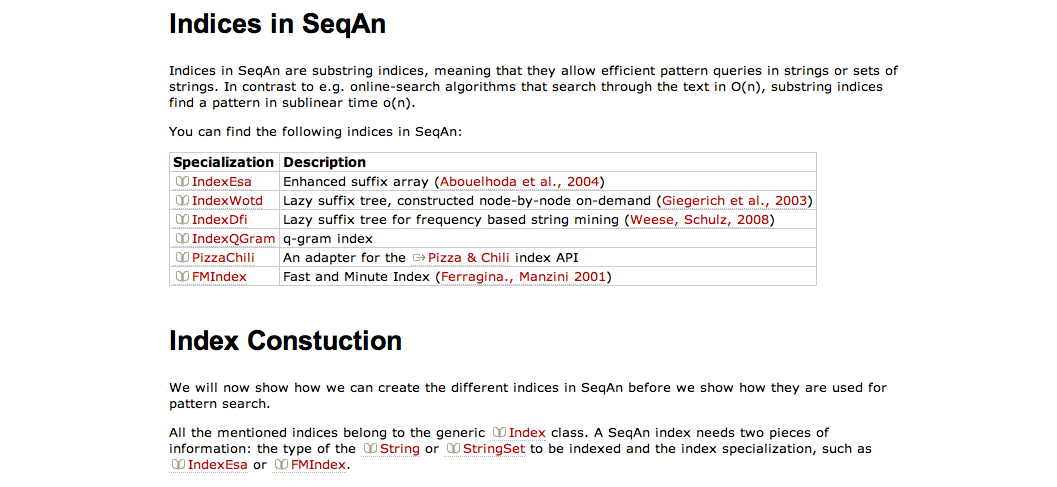 Indices in SeqAn
Indices in SeqAn are substring indices, meaning that they allow efficient pattern queries in strings or sets of
strings. In contrast to e.g. online-search algorithms that search through the text in O(n), substring indices
find a pattern in sublinear time o(n).
You can find the following indices in SeqAn:
Specialization Description
IndexEsa Enhanced suffix array (Abouelhoda et al., 2004)
IndexWotd Lazy suffix tree, constructed node-by-node on-demand (Giegerich et al., 2003)
IndexDfi Lazy suffix tree for frequency based string mining (Weese, Schulz, 2008)
IndexQGram q-gram index
PizzaChili An adapter for the Pizza & Chili index API
FMIndex Fast and Minute Index (Ferragina., Manzini 2001)
Index Constuction
We will now show how we can create the different indices in SeqAn before we show how they are used for
pattern search.
All the mentioned indices belong to the generic Index class. A SeqAn index needs two pieces of
information: the type of the String or StringSet to be indexed and the index specialization, such as
IndexEsa or FMIndex.